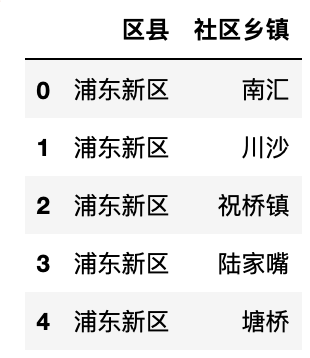 区县 社区乡镇
0 浦东新区 南汇
1 浦东新区 川沙
2 浦东新区 祝桥镇
3 浦东新区 陆家嘴
4 浦东新区 塘桥